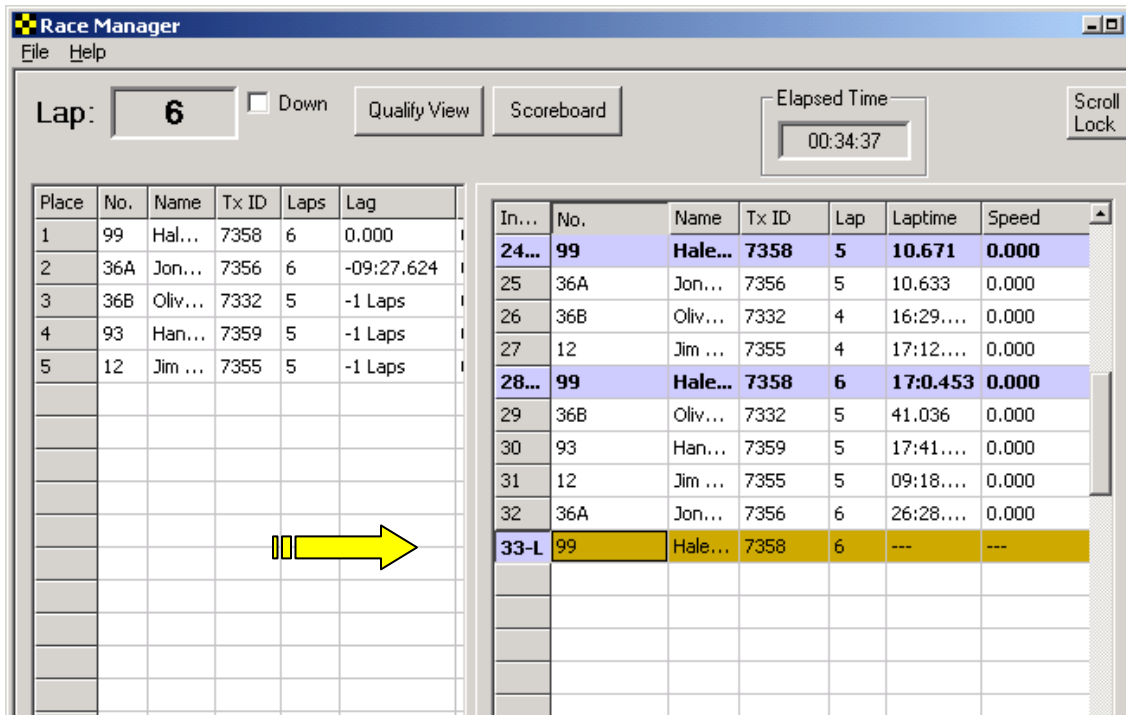 Race Manager
File Help
Lap: 6 Down Qualify View Scoreboard Elapsed Time 00:34:37 Scroll Lock
Place No. Name Tx ID Laps Lag
1 99 Hal... 7358 6 0.000
2 36A Jon... 7356 6 -09:27.624
3 36B Oliv... 7332 5 -1 Laps
4 93 Han... 7359 5 -1 Laps
5 12 Jim ... 7355 5 -1 Laps
In... No. Name Tx ID Lap Laptime Speed
24... 99 Hale... 7358 5 10.671 0.000
25 36A Jon... 7356 5 10.633 0.000
26 36B Oliv... 7332 4 16:29.... 0.000
27 12 Jim ... 7355 4 17:12.... 0.000
28... 99 Hale... 7358 6 17:0.453 0.000
29 36B Oliv... 7332 5 41.036 0.000
30 93 Han... 7359 5 17:41.... 0.000
31 12 Jim ... 7355 5 09:18.... 0.000
32 36A Jon... 7356 6 26:28.... 0.000
33-L 99 Hale... 7358 6 --- ---